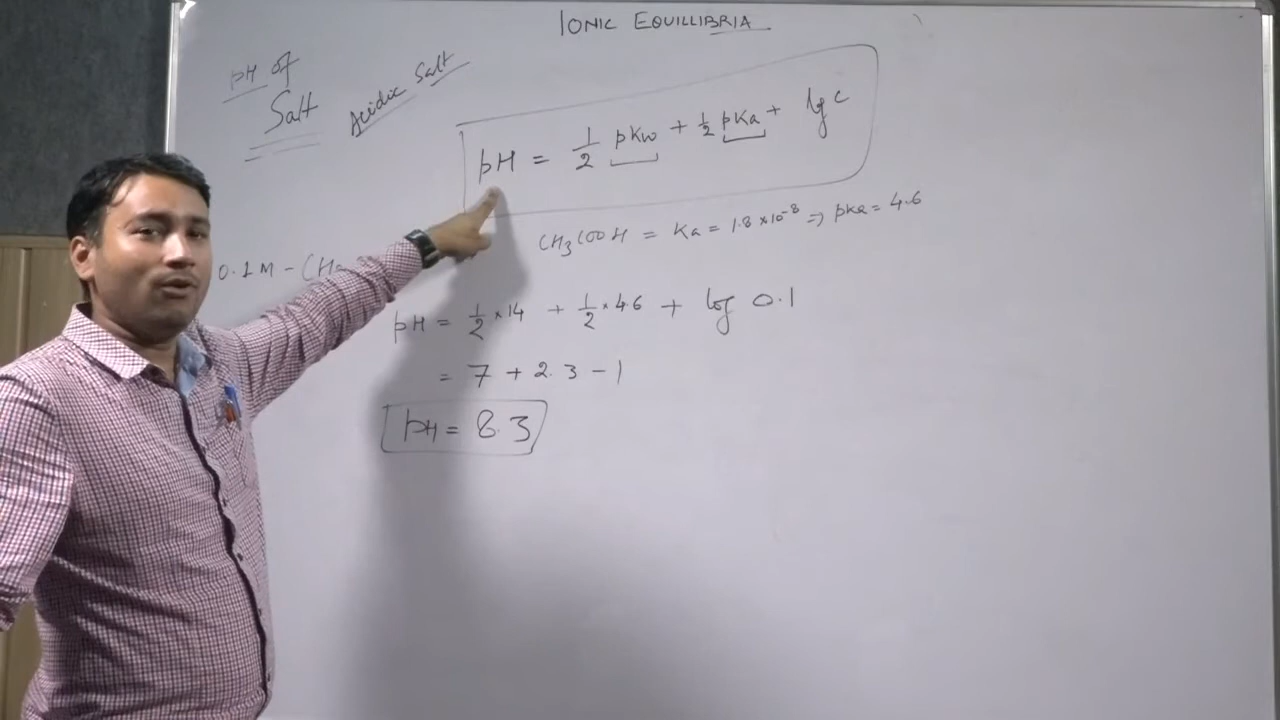 IONIC EQUILLIBRIA
pH of
Salt
Acidic Salt
pH = 1/2 pKw + 1/2 pKa + log c
CH₃COOH = Ka = 1.8×10⁻⁸ ⇒ pka = 4.6
0.1M - CH₃
pH = 1/2 × 14 + 1/2 × 4.6 + log 0.1
= 7 + 2.3 - 1
pH = 8.3